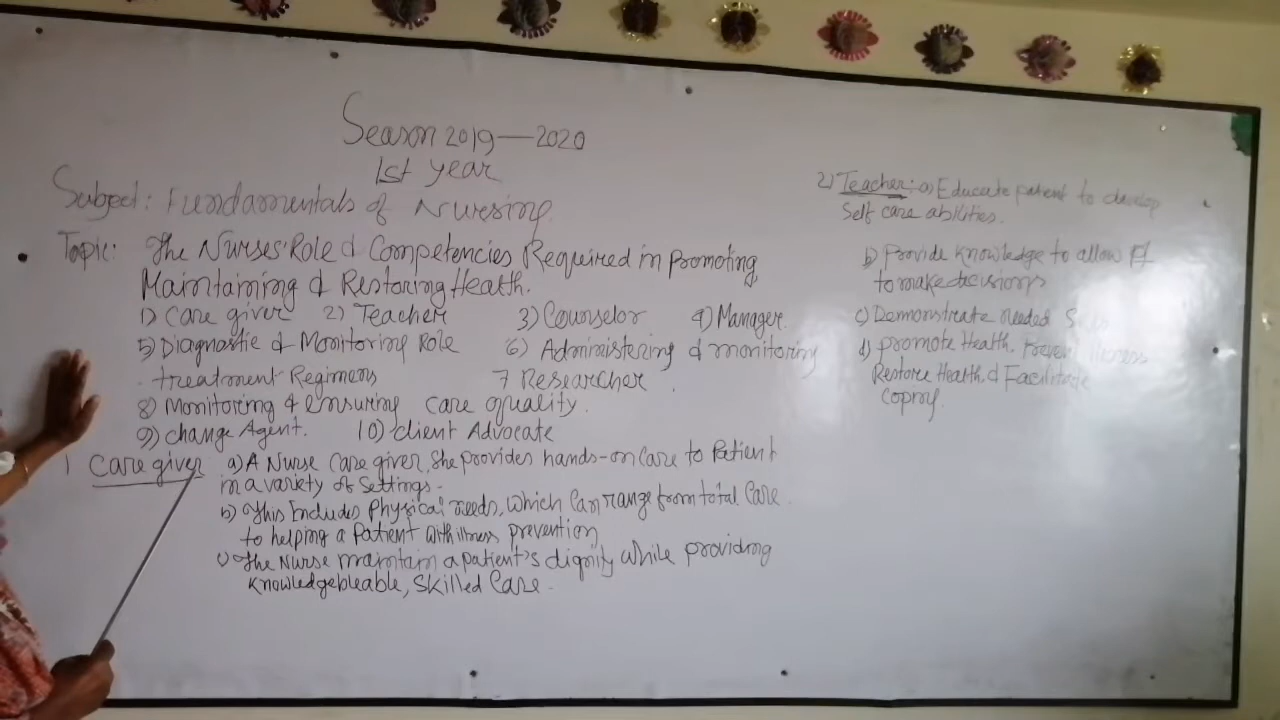 Season 2019—2020
1st year
Subject: Fundamentals of Nursing
Topic: The Nurses' Role & Competencies Required in promoting
Maintaining & Restoring Health.
1) Care giver 2) Teacher 3) Counselor 4) Manager.
5) Diagnostic & Monitoring Role 6) Administering & monitoring
treatment Regimens 7 Researcher
8) Monitoring & ensuring care quality.
9) change Agent. 10) client Advocate
1 Care giver a) A Nurse Care giver, She provides hands-on care to Patient
in a variety of Settings-
b) This Includes Physical needs, which Can range from total Care.
to helping a Patient with illness prevention
c) The Nurse maintain a patient's dignity while providing
Knowledgebleable, Skilled Care.
2) Teacher: a) Educate patient to develop
Self care abilities.
b) Provide Knowledge to allow Pt
to make decisions
c) Demonstrate needed
d) promote Health, Prevent illness
Restore Health & Facilitate
Coping.